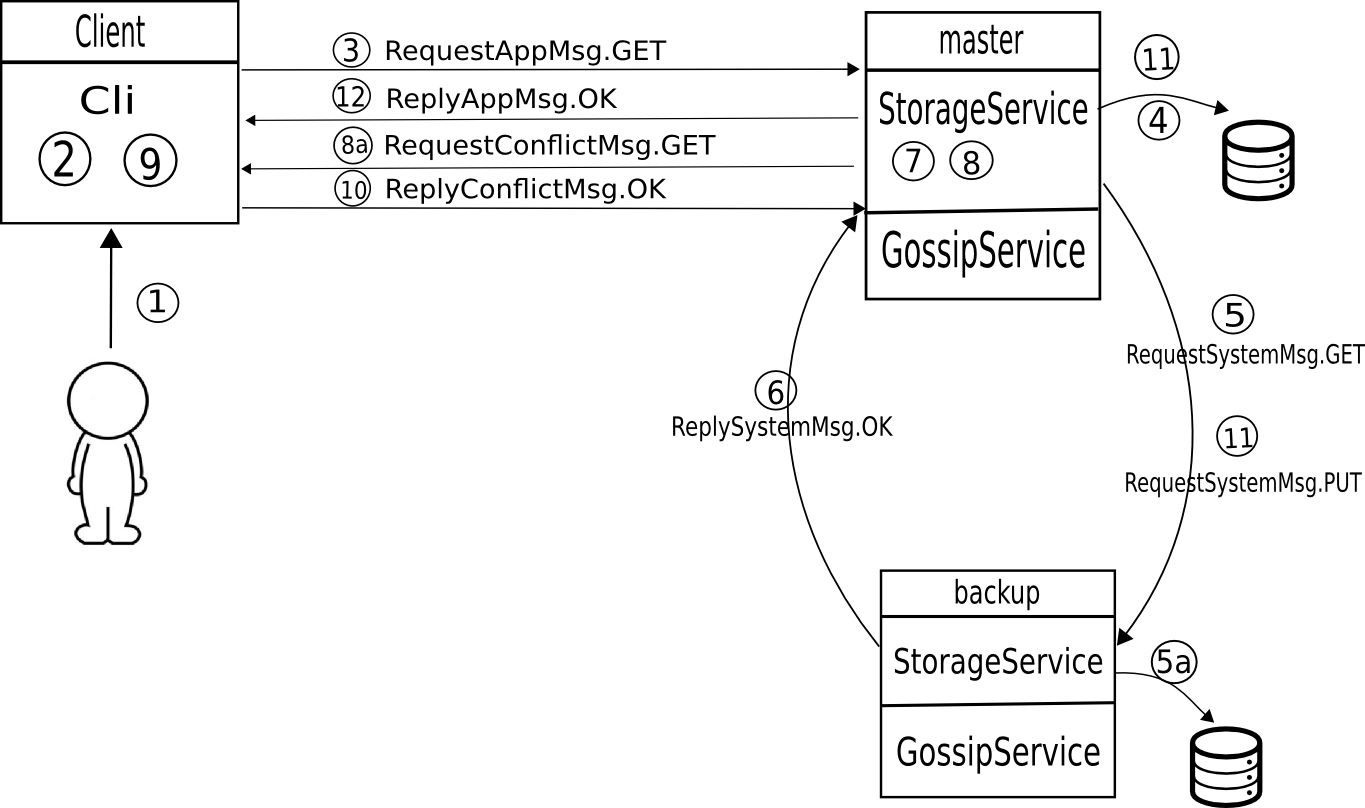 Client
Cli
2 9
3 RequestAppMsg.GET
12 ReplyAppMsg.OK
8a RequestConflictMsg.GET
10 ReplyConflictMsg.OK
master
StorageService
7 8
GossipService
11
4
1
5
RequestSystemMsg.GET
6
ReplySystemMsg.OK
11
RequestSystemMsg.PUT
backup
StorageService
GossipService
5a